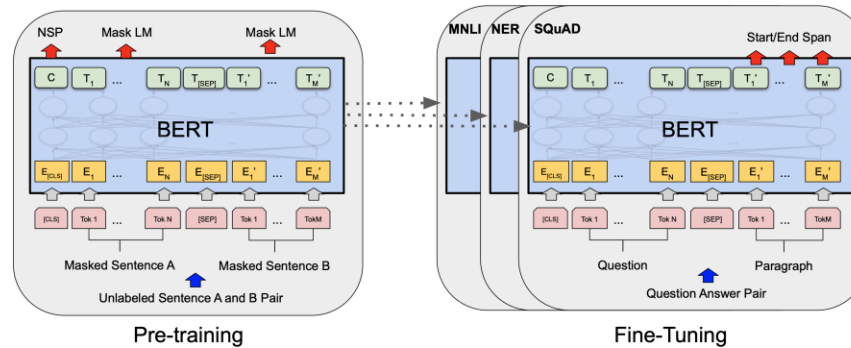 NSP Mask LM Mask LM
C T1 ... TN T[SEP] T1' ... TM'
BERT
E[CLS] E1 ... EN E[SEP] E1' ... EM'
[CLS] Tok 1 ... Tok N [SEP] Tok 1 ... TokM
Masked Sentence A Masked Sentence B
Unlabeled Sentence A and B Pair
Pre-training
MNLI NER SQuAD
Start/End Span
C T1 ... TN T[SEP] T1' ... TM'
BERT
E[CLS] E1 ... EN E[SEP] E1' ... EM'
[CLS] Tok 1 ... Tok N [SEP] Tok 1 ... TokM
Question Paragraph
Question Answer Pair
Fine-Tuning